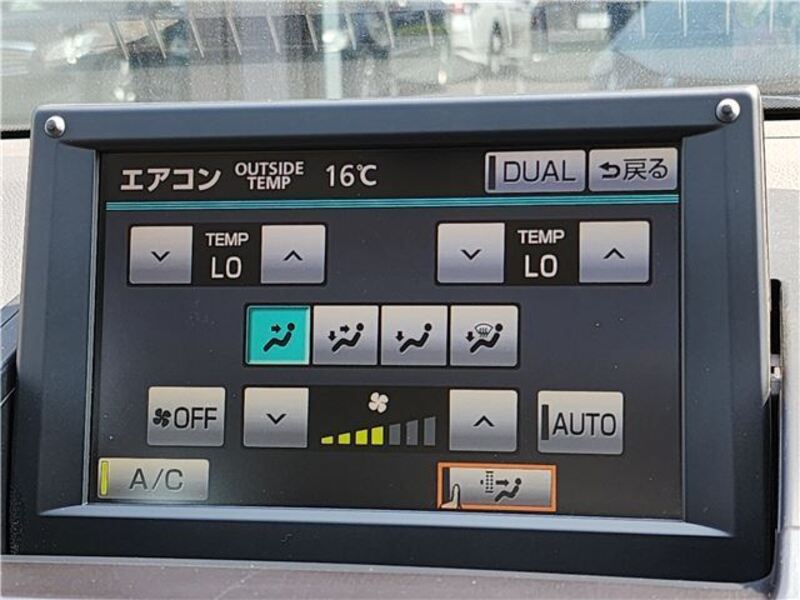 エアコン OUTSIDE TEMP 16℃ DUAL 戻る
TEMP LO TEMP LO
OFF AUTO
A/C